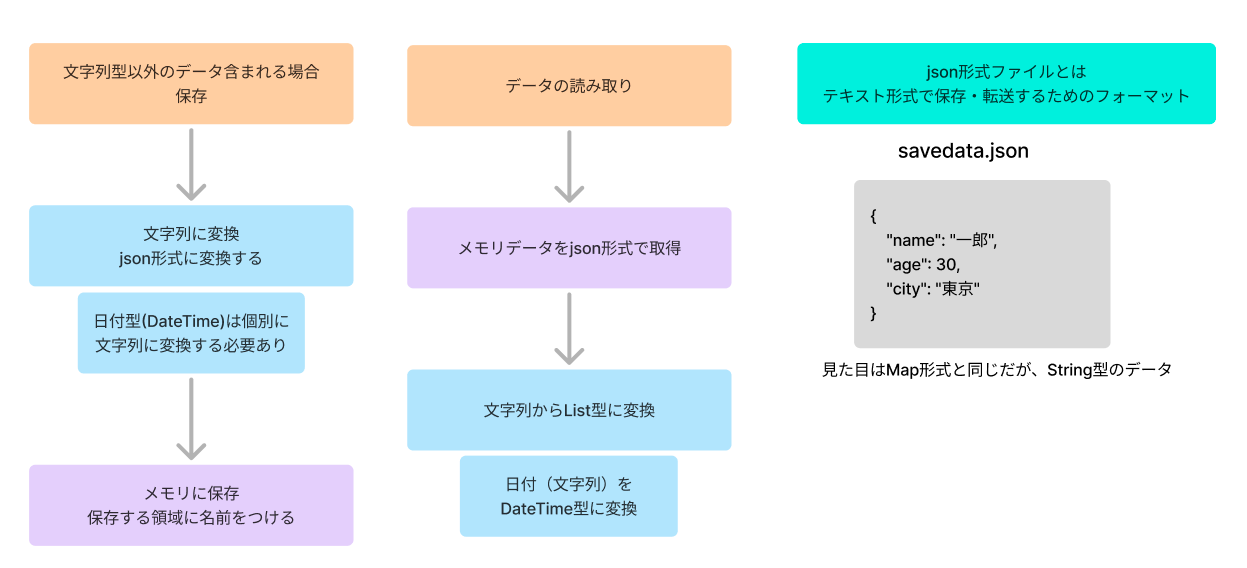 文字列型以外のデータ含まれる場合
保存
文字列に変換
json形式に変換する
日付型(DateTime)は個別に
文字列に変換する必要あり
メモリに保存
保存する領域に名前をつける
データの読み取り
メモリデータをjson形式で取得
文字列からList型に変換
日付（文字列）を
DateTime型に変換
json形式ファイルとは
テキスト形式で保存・転送するためのフォーマット
savedata.json
{
"name": "一郎",
"age": 30,
"city": "東京"
}
見た目はMap形式と同じだが、String型のデータ